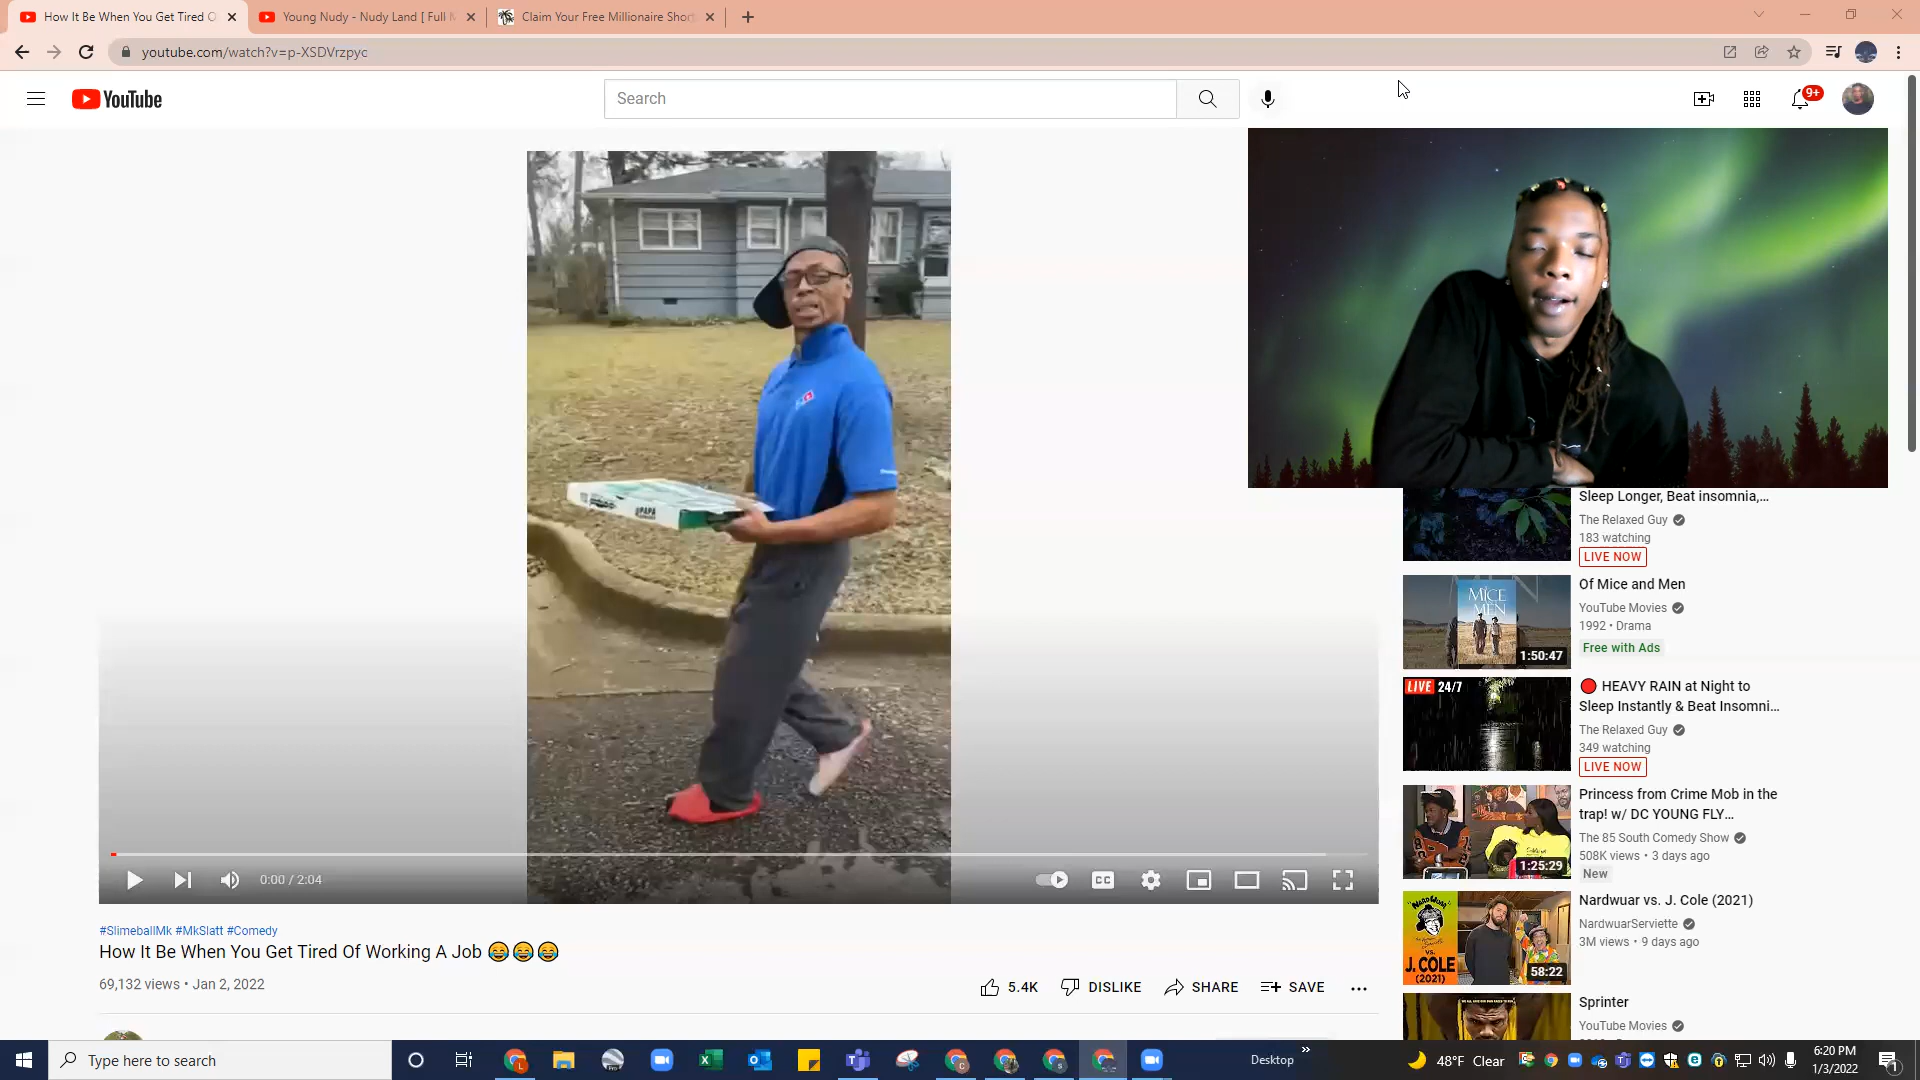 How It Be When You Get Tired O
Young Nudy - Nudy Land [ Full M
Claim Your Free Millionaire Short
youtube.com/watch?v=p-XSDVrzpyc
YouTube
Search
9+
@PAPA
Sleep Longer, Beat insomnia,...
The Relaxed Guy
183 watching
LIVE NOW
MICE
MEN
1:50:47
Of Mice and Men
YouTube Movies
1992 • Drama
Free with Ads
LIVE 24/7
HEAVY RAIN at Night to
Sleep Instantly & Beat Insomni...
The Relaxed Guy
349 watching
LIVE NOW
1:25:29
Princess from Crime Mob in the
trap! w/ DC YOUNG FLY...
The 85 South Comedy Show
508K views • 3 days ago
New
NARDWUAR
VS.
J. COLE
(2021)
58:22
Nardwuar vs. J. Cole (2021)
NardwuarServiette
3M views • 9 days ago
Sprinter
YouTube Movies
0:00 / 2:04
CC
#SlimeballMk #MkSlatt #Comedy
How It Be When You Get Tired Of Working A Job 😂😂😂
69,132 views • Jan 2, 2022
5.4K
DISLIKE
SHARE
SAVE
Type here to search
Desktop
48°F Clear
6:20 PM
1/3/2022
1